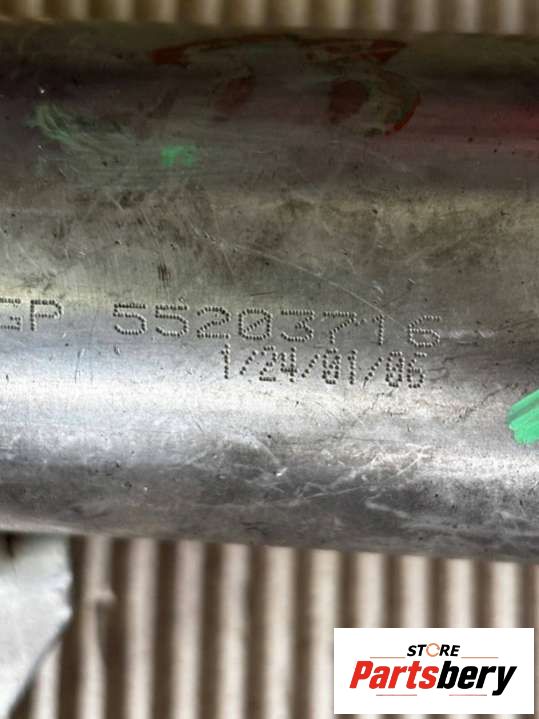 GP 55203716
1/24/01/06
STORE
Partsbery